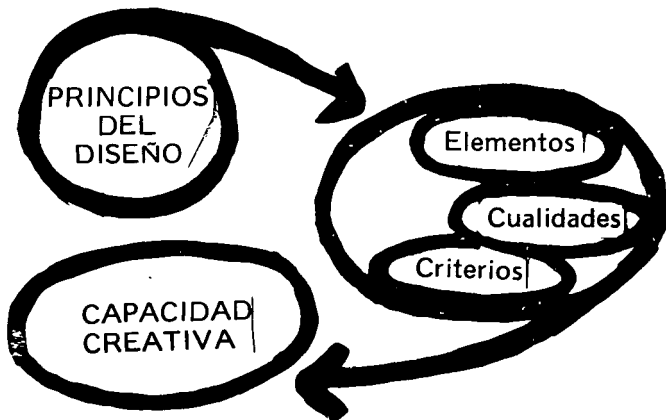 PRINCIPIOS
DEL
DISEÑO
Elementos
Cualidades
Criterios
CAPACIDAD
CREATIVA